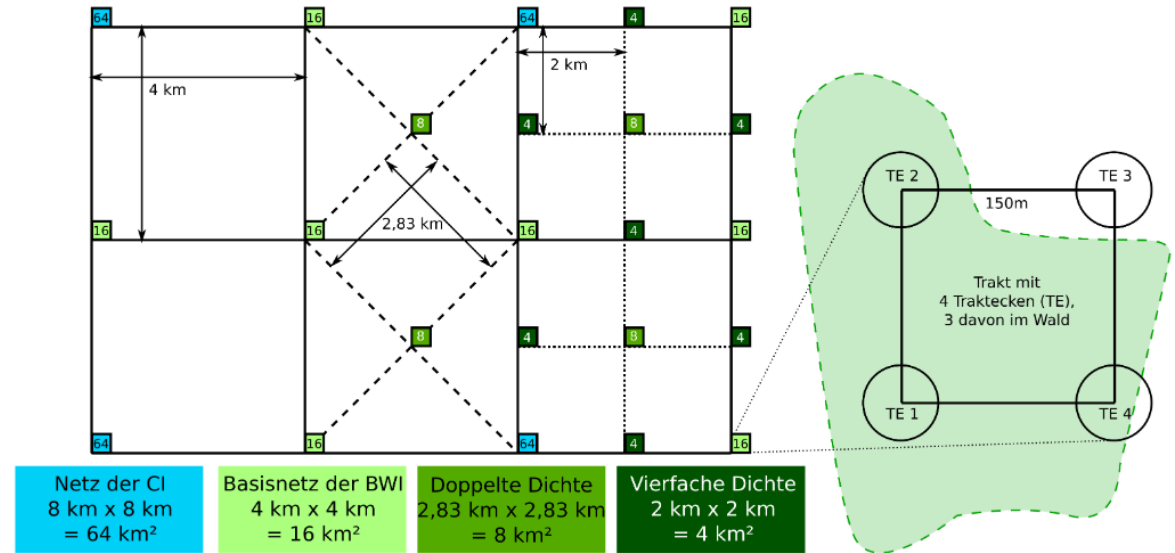 64 16 64 4 16
4 km
2 km
8 4 8 4
2,83 km
16 16 16 4 16
8 4 8 4
64 16 64 4 16
TE 2 TE 3
150m
Trakt mit
4 Traktecken (TE),
3 davon im Wald
TE 1 TE 4
Netz der CI
8 km x 8 km
= 64 km²
Basisnetz der BWI
4 km x 4 km
= 16 km²
Doppelte Dichte
2,83 km x 2,83 km
= 8 km²
Vierfache Dichte
2 km x 2 km
= 4 km²